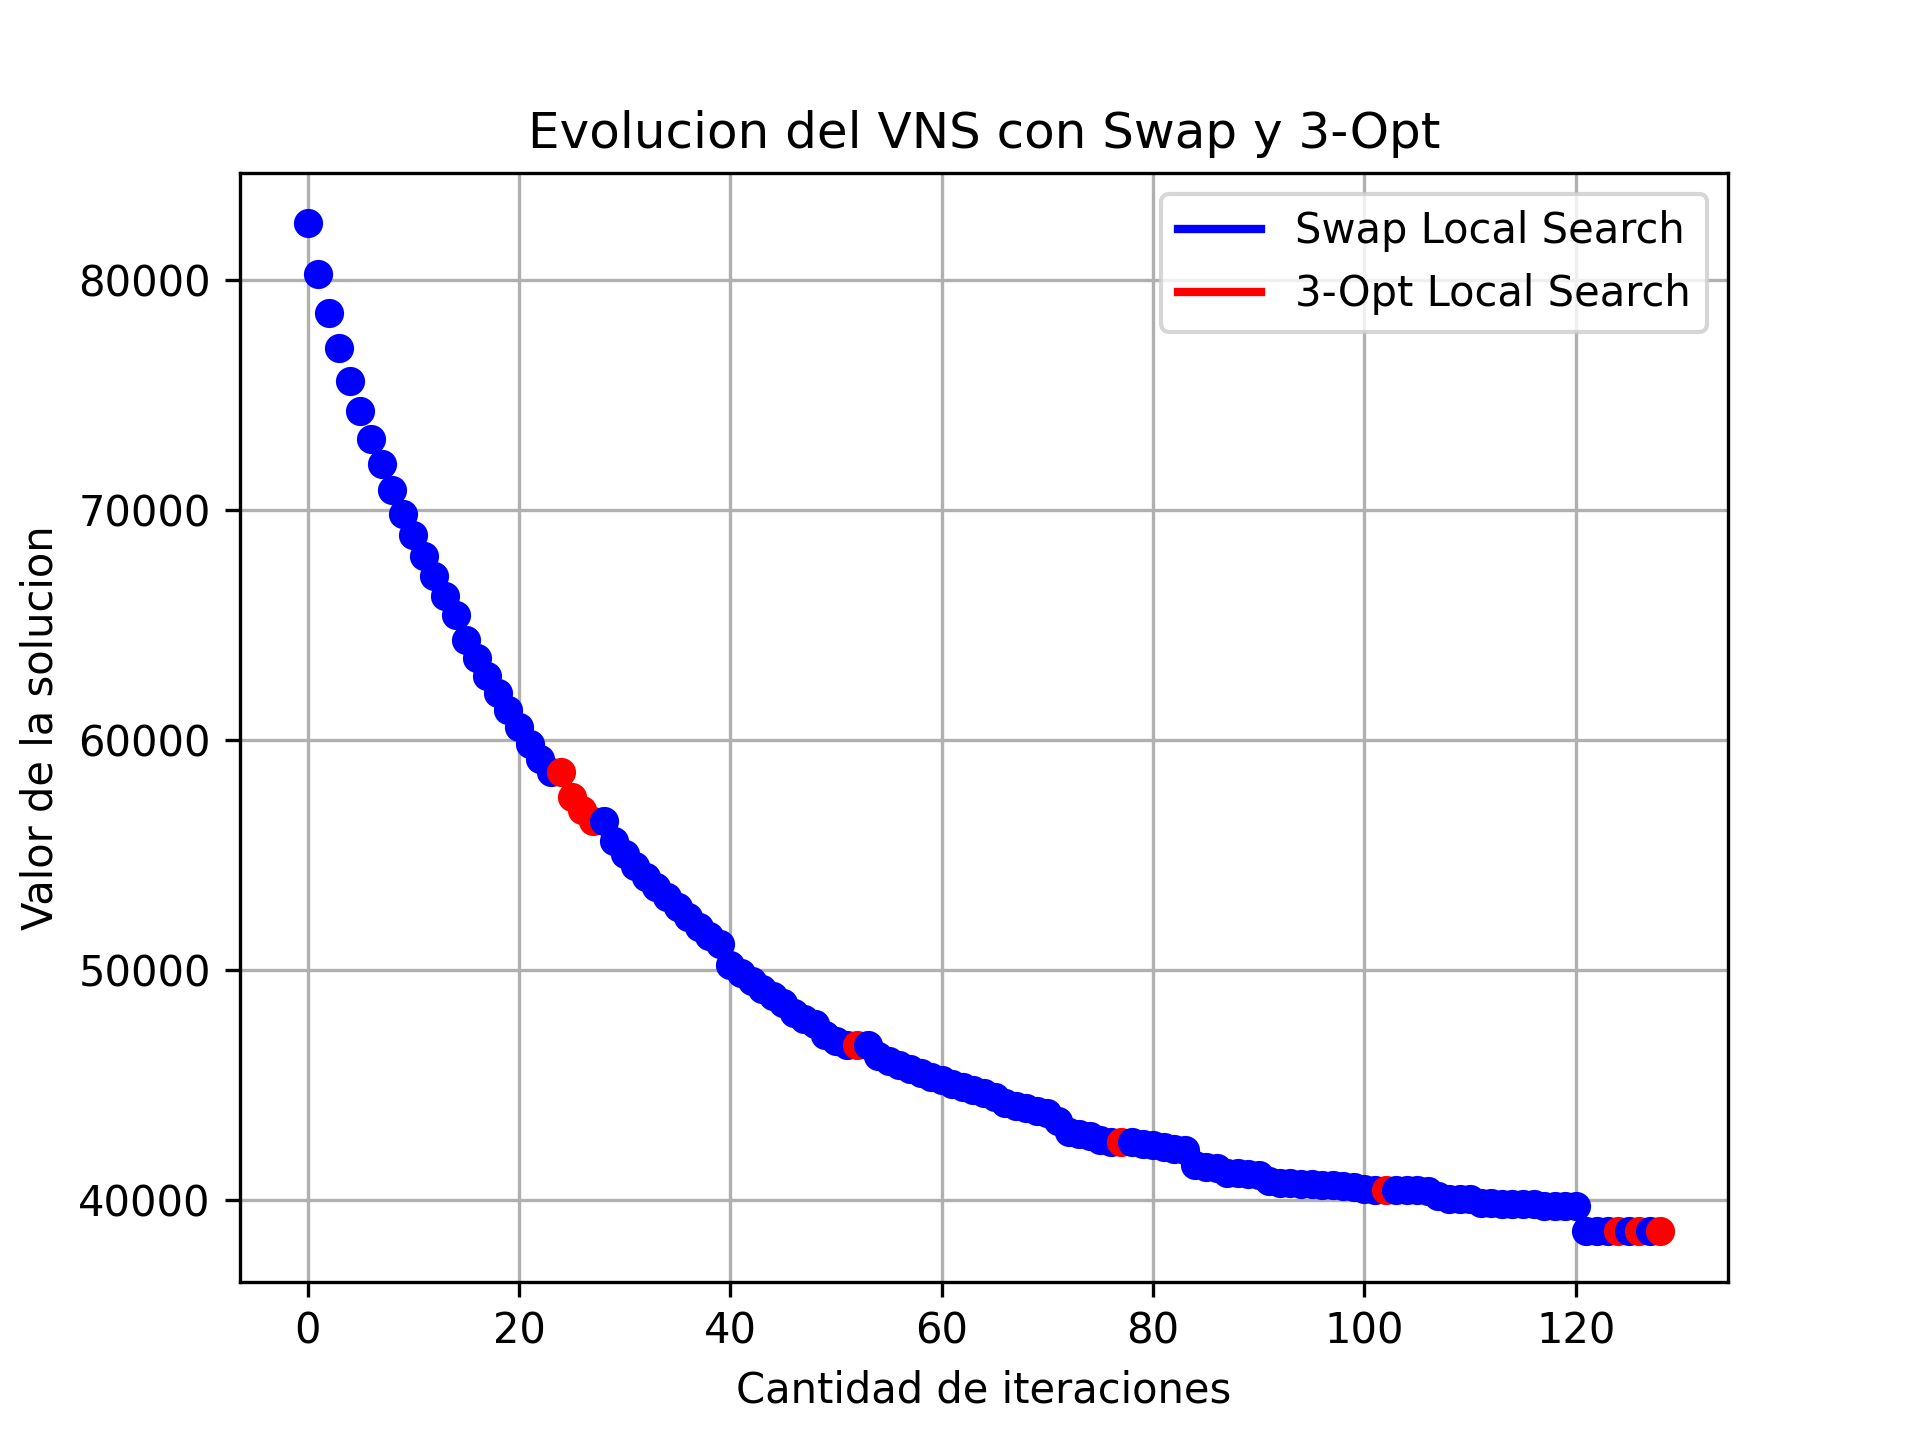 Evolucion del VNS con Swap y 3-Opt
Swap Local Search
3-Opt Local Search
Valor de la solucion
80000
70000
60000
50000
40000
0 20 40 60 80 100 120
Cantidad de iteraciones